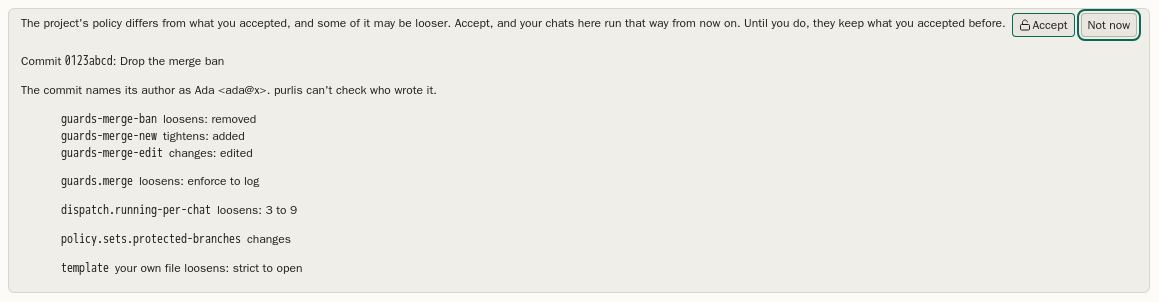 The project's policy differs from what you accepted, and some of it may be looser. Accept, and your chats here run that way from now on. Until you do, they keep what you accepted before. Accept Not now
Commit 0123abcd: Drop the merge ban
The commit names its author as Ada <ada@x>. purlis can't check who wrote it.
guards-merge-ban loosens: removed
guards-merge-new tightens: added
guards-merge-edit changes: edited
guards.merge loosens: enforce to log
dispatch.running-per-chat loosens: 3 to 9
policy.sets.protected-branches changes
template your own file loosens: strict to open